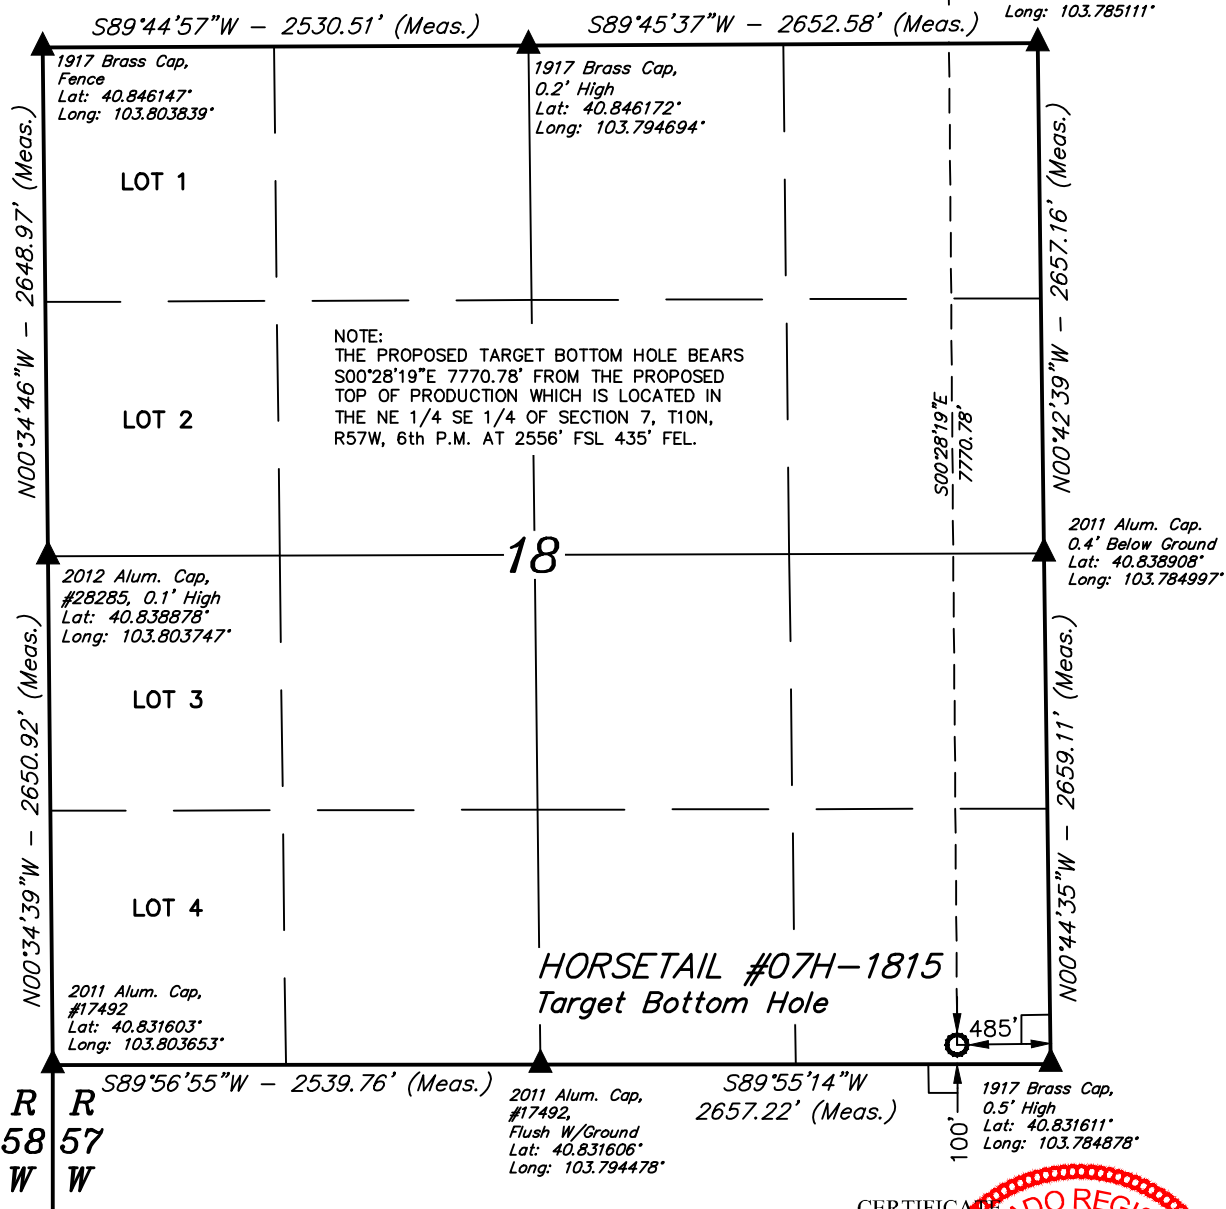 S89°44'57"W - 2530.51' (Meas.)
S89°45'37"W - 2652.58' (Meas.)
Long: 103.785111°
1917 Brass Cap,
Fence
Lat: 40.846147°
Long: 103.803839°
1917 Brass Cap,
0.2' High
Lat: 40.846172°
Long: 103.794694°
N00°34'46"W - 2648.97' (Meas.)
N00°42'39"W - 2657.16' (Meas.)
LOT 1
NOTE:
THE PROPOSED TARGET BOTTOM HOLE BEARS
S00°28'19"E 7770.78' FROM THE PROPOSED
TOP OF PRODUCTION WHICH IS LOCATED IN
THE NE 1/4 SE 1/4 OF SECTION 7, T10N,
R57W, 6th P.M. AT 2556' FSL 435' FEL.
LOT 2
S00°28'19"E
7770.78'
18
2011 Alum. Cap.
0.4' Below Ground
Lat: 40.838908°
Long: 103.784997°
2012 Alum. Cap,
#28285, 0.1' High
Lat: 40.838878°
Long: 103.803747°
N00°34'39"W - 2650.92' (Meas.)
N00°44'35"W - 2659.11' (Meas.)
LOT 3
LOT 4
HORSETAIL #07H-1815
Target Bottom Hole
2011 Alum. Cap,
#17492
Lat: 40.831603°
Long: 103.803653°
485'
S89°56'55"W - 2539.76' (Meas.)
S89°55'14"W
2657.22' (Meas.)
2011 Alum. Cap,
#17492,
Flush W/Ground
Lat: 40.831606°
Long: 103.794478°
100'
1917 Brass Cap,
0.5' High
Lat: 40.831611°
Long: 103.784878°
R R
58 57
W W
CERTIFICATE
ADO REGIS